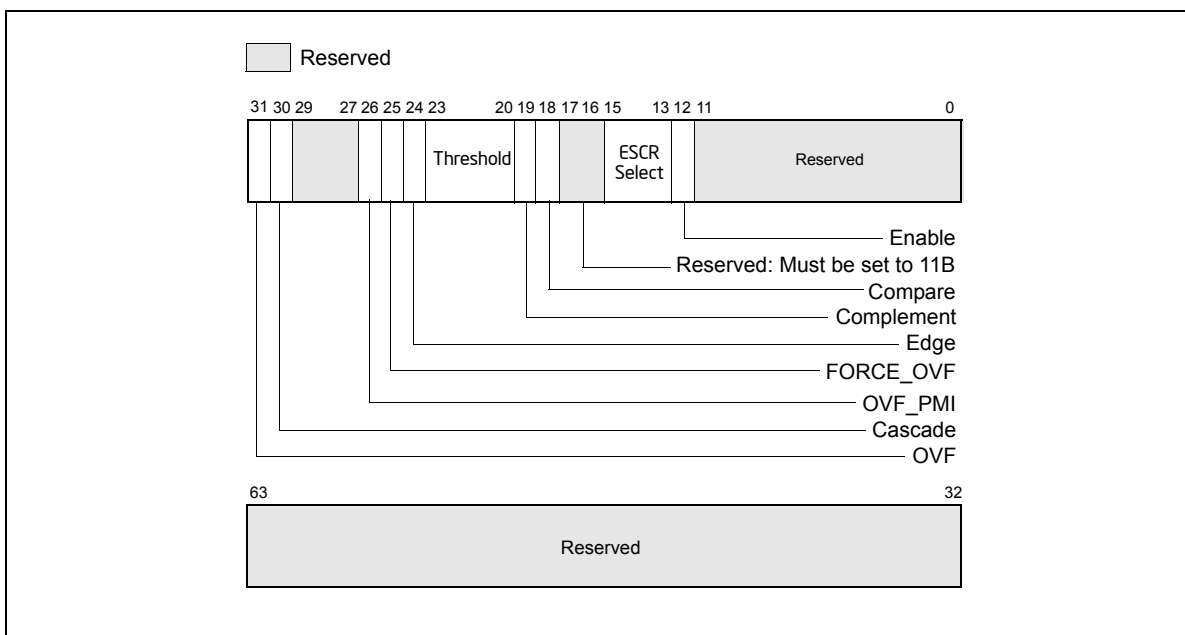 Reserved
31 30 29 27 26 25 24 23 20 19 18 17 16 15 13 12 11 0
Threshold ESCR Select Reserved
Enable
Reserved: Must be set to 11B
Compare
Complement
Edge
FORCE_OVF
OVF_PMI
Cascade
OVF
63 32
Reserved